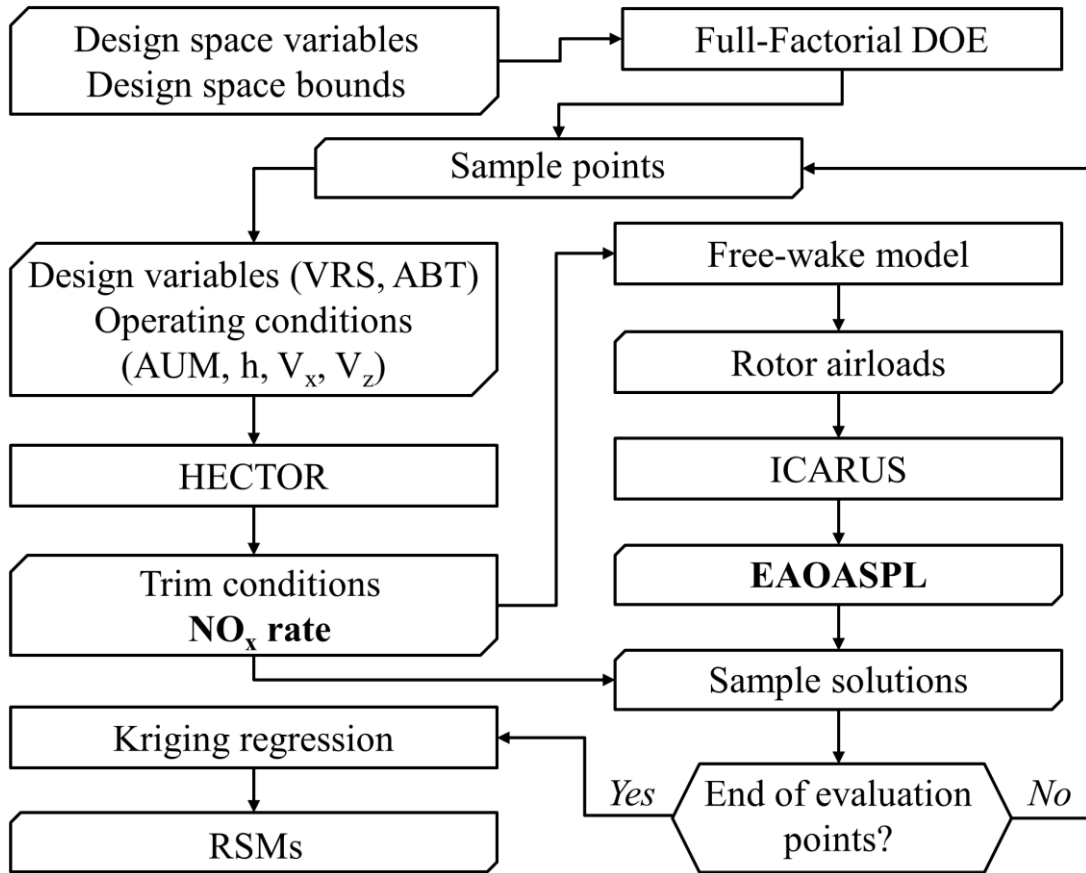 Design space variables
Design space bounds
Full-Factorial DOE
Sample points
Design variables (VRS, ABT)
Operating conditions
(AUM, h, Vₓ, V_z)
HECTOR
Trim conditions
NOₓ rate
Free-wake model
Rotor airloads
ICARUS
EAOASPL
Sample solutions
End of evaluation
points?
Yes
No
Kriging regression
RSMs